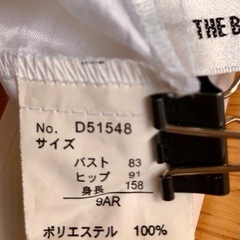 THE B
No. D51548
サイズ
バスト 83
ヒップ 91
身長 158
9AR
ポリエステル 100%